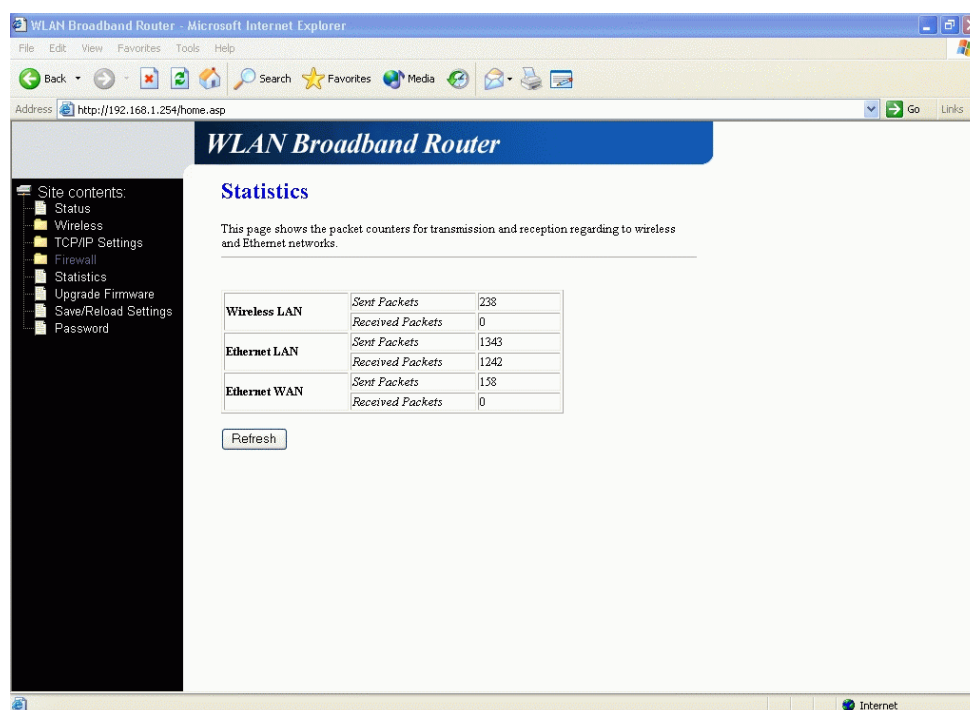 WLAN Broadband Router - Microsoft Internet Explorer
File Edit View Favorites Tools Help
Back Search Favorites Media
Address http://192.168.1.254/home.asp Go Links
WLAN Broadband Router
Site contents:
Status
Wireless
TCP/IP Settings
Firewall
Statistics
Upgrade Firmware
Save/Reload Settings
Password
Statistics
This page shows the packet counters for transmission and reception regarding to wireless
and Ethernet networks.
Wireless LAN Sent Packets 238
Received Packets 0
Ethernet LAN Sent Packets 1343
Received Packets 1242
Ethernet WAN Sent Packets 158
Received Packets 0
Refresh
Internet